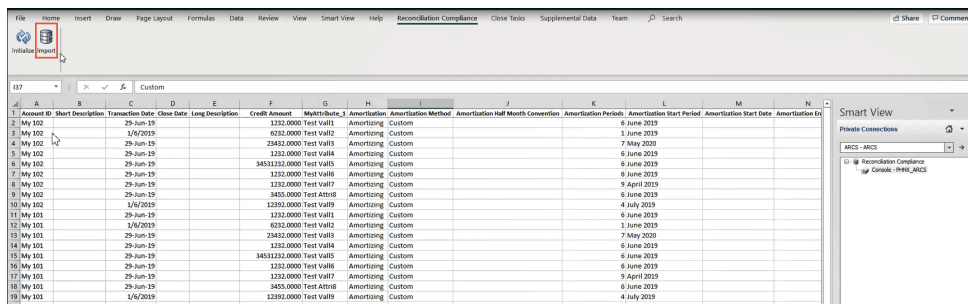 File Home Insert Draw Page Layout Formulas Data Review View Smart View Help Reconciliation Compliance Close Tasks Supplemental Data Team Search Share Commen
Initialize Import
I37 fx Custom
A B C D E F G H I J K L M N
1 Account ID Short Description Transaction Date Close Date Long Description Credit Amount MyAttribute_1 Amortization Amortization Method Amortization Half Month Convention Amortization Periods Amortization Start Period Amortization Start Date Amortization En
2 My 102 29-Jun-19 1232.0000 Test Vall1 Amortizing Custom 6 June 2019
3 My 102 1/6/2019 6232.0000 Test Vall2 Amortizing Custom 1 June 2019
4 My 102 29-Jun-19 23432.0000 Test Vall3 Amortizing Custom 7 May 2020
5 My 102 29-Jun-19 1232.0000 Test Vall4 Amortizing Custom 6 June 2019
6 My 102 29-Jun-19 34531232.0000 Test Vall5 Amortizing Custom 6 June 2019
7 My 102 29-Jun-19 1232.0000 Test Vall6 Amortizing Custom 6 June 2019
8 My 102 29-Jun-19 1232.0000 Test Vall7 Amortizing Custom 9 April 2019
9 My 102 29-Jun-19 3455.0000 Test Attri8 Amortizing Custom 6 June 2019
10 My 102 1/6/2019 12392.0000 Test Vall9 Amortizing Custom 4 July 2019
11 My 101 29-Jun-19 1232.0000 Test Vall1 Amortizing Custom 6 June 2019
12 My 101 1/6/2019 6232.0000 Test Vall2 Amortizing Custom 1 June 2019
13 My 101 29-Jun-19 23432.0000 Test Vall3 Amortizing Custom 7 May 2020
14 My 101 29-Jun-19 1232.0000 Test Vall4 Amortizing Custom 6 June 2019
15 My 101 29-Jun-19 34531232.0000 Test Vall5 Amortizing Custom 6 June 2019
16 My 101 29-Jun-19 1232.0000 Test Vall6 Amortizing Custom 6 June 2019
17 My 101 29-Jun-19 1232.0000 Test Vall7 Amortizing Custom 9 April 2019
18 My 101 29-Jun-19 3455.0000 Test Attri8 Amortizing Custom 6 June 2019
19 My 101 1/6/2019 12392.0000 Test Vall9 Amortizing Custom 4 July 2019
Smart View
Private Connections
ARCS - ARCS
Reconciliation Compliance
Console - PHNX_ARCS